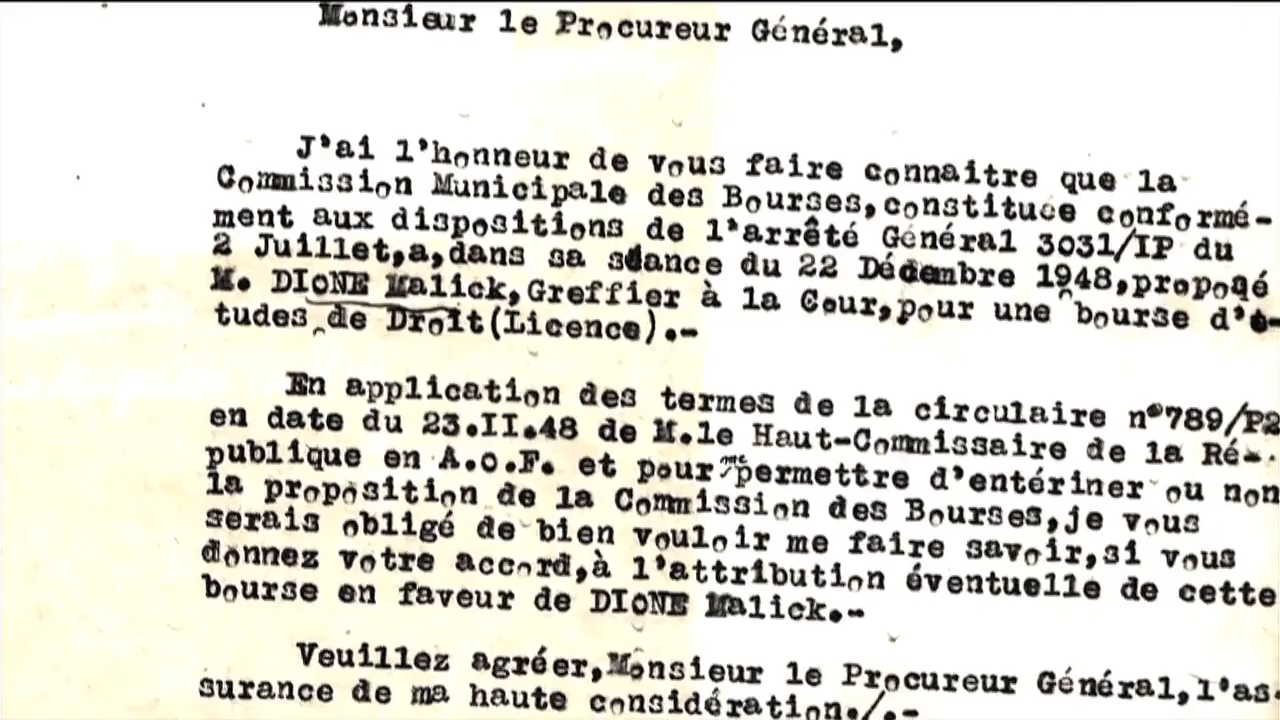 Monsieur le Procureur Général,
J'ai l'honneur de vous faire connaitre que la
Commission Municipale des Bourses,constituée conformé-
ment aux dispositions de l'arrêté Général 3031/IP du
2 Juillet,a,dans sa séance du 22 Décembre 1948,proposé
M. DIONE Malick,Greffier à la Cour,pour une bourse d'é-
tudes de Droit(Licence).-
En application des termes de la circulaire n°789/P2
en date du 23.II.48 de M.le Haut-Commissaire de la Ré-
publique en A.O.F. et pour me permettre d'entériner ou non
la proposition de la Commission des Bourses,je vous
serais obligé de bien vouloir me faire savoir,si vous
donnez votre accord,à l'attribution éventuelle de cette
bourse en faveur de DIONE Malick.-
Veuillez agréer,Monsieur le Procureur Général,l'as-
surance de ma haute considération./.-